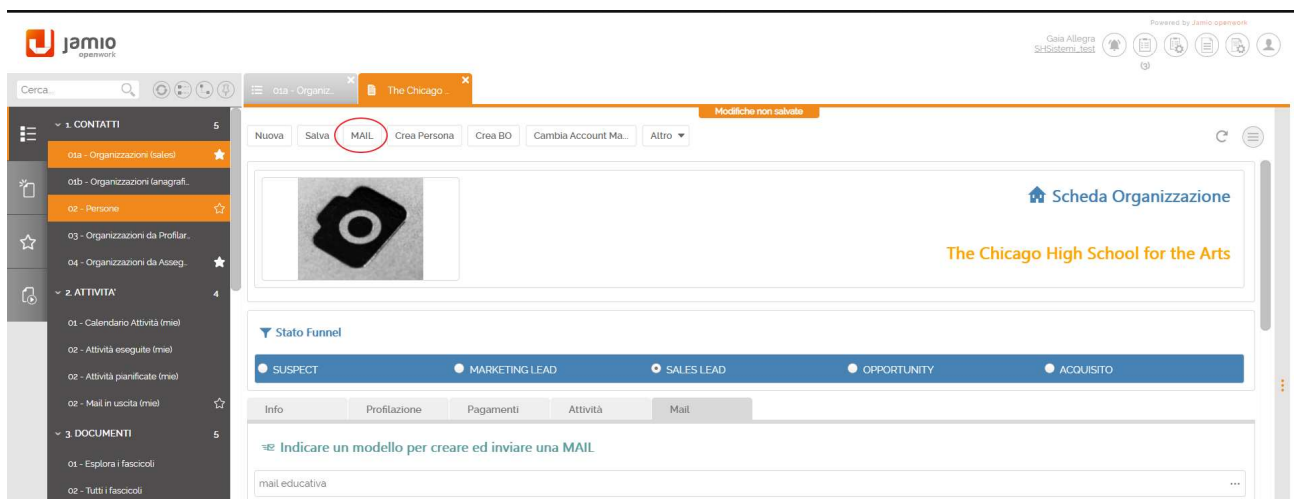 Powered by Jamio openwork
Jamio
openwork
Gaia Allegra
SHSistemi_test
(3)
Cerca...
01a - Organiz...
The Chicago ...
Modifiche non salvate
1. CONTATTI 5
01a - Organizzazioni (sales)
01b - Organizzazioni (anagrafi...
02 - Persone
03 - Organizzazioni da Profilar...
04 - Organizzazioni da Asseg...
2. ATTIVITA' 4
01 - Calendario Attività (mie)
02 - Attività eseguite (mie)
02 - Attività pianificate (mie)
02 - Mail in uscita (mie)
3. DOCUMENTI 5
01 - Esplora i fascicoli
02 - Tutti i fascicoli
Nuova Salva MAIL Crea Persona Crea BO Cambia Account Ma... Altro
Scheda Organizzazione
The Chicago High School for the Arts
Stato Funnel
SUSPECT MARKETING LEAD SALES LEAD OPPORTUNITY ACQUISITO
Info Profilazione Pagamenti Attività Mail
Indicare un modello per creare ed inviare una MAIL
mail educativa ...